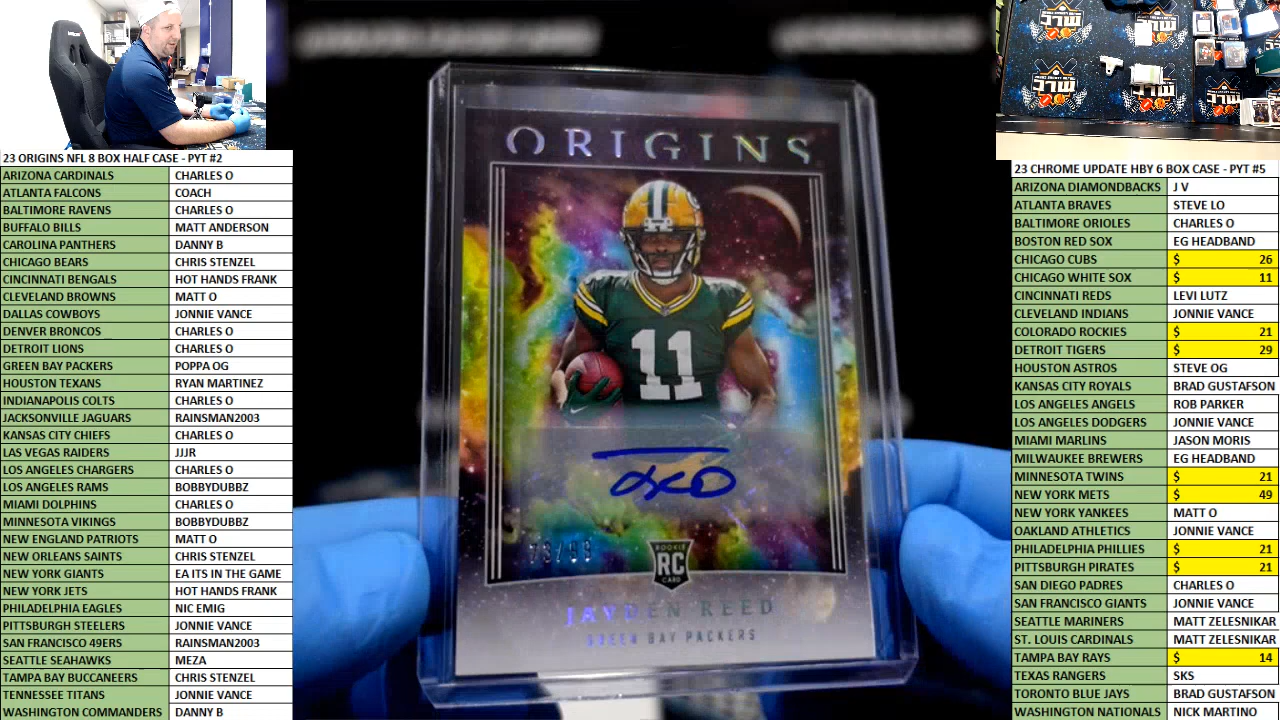 23 ORIGINS NFL 8 BOX HALF CASE - PYT #2
ARIZONA CARDINALS CHARLES O
ATLANTA FALCONS COACH
BALTIMORE RAVENS CHARLES O
BUFFALO BILLS MATT ANDERSON
CAROLINA PANTHERS DANNY B
CHICAGO BEARS CHRIS STENZEL
CINCINNATI BENGALS HOT HANDS FRANK
CLEVELAND BROWNS MATT O
DALLAS COWBOYS JONNIE VANCE
DENVER BRONCOS CHARLES O
DETROIT LIONS CHARLES O
GREEN BAY PACKERS POPPA OG
HOUSTON TEXANS RYAN MARTINEZ
INDIANAPOLIS COLTS CHARLES O
JACKSONVILLE JAGUARS RAINSMAN2003
KANSAS CITY CHIEFS CHARLES O
LAS VEGAS RAIDERS JJJR
LOS ANGELES CHARGERS CHARLES O
LOS ANGELES RAMS BOBBYDUBBZ
MIAMI DOLPHINS CHARLES O
MINNESOTA VIKINGS BOBBYDUBBZ
NEW ENGLAND PATRIOTS MATT O
NEW ORLEANS SAINTS CHRIS STENZEL
NEW YORK GIANTS EA ITS IN THE GAME
NEW YORK JETS HOT HANDS FRANK
PHILADELPHIA EAGLES NIC EMIG
PITTSBURGH STEELERS JONNIE VANCE
SAN FRANCISCO 49ERS RAINSMAN2003
SEATTLE SEAHAWKS MEZA
TAMPA BAY BUCCANEERS CHRIS STENZEL
TENNESSEE TITANS JONNIE VANCE
WASHINGTON COMMANDERS DANNY B
ORIGINS
11
ROOKIE
RC
CARD
JAYDEN REED
GREEN BAY PACKERS
23 CHROME UPDATE HBY 6 BOX CASE - PYT #5
ARIZONA DIAMONDBACKS J V
ATLANTA BRAVES STEVE LO
BALTIMORE ORIOLES CHARLES O
BOSTON RED SOX EG HEADBAND
CHICAGO CUBS $ 26
CHICAGO WHITE SOX $ 11
CINCINNATI REDS LEVI LUTZ
CLEVELAND INDIANS JONNIE VANCE
COLORADO ROCKIES $ 21
DETROIT TIGERS $ 29
HOUSTON ASTROS STEVE OG
KANSAS CITY ROYALS BRAD GUSTAFSON
LOS ANGELES ANGELS ROB PARKER
LOS ANGELES DODGERS JONNIE VANCE
MIAMI MARLINS JASON MORIS
MILWAUKEE BREWERS EG HEADBAND
MINNESOTA TWINS $ 21
NEW YORK METS $ 49
NEW YORK YANKEES MATT O
OAKLAND ATHLETICS JONNIE VANCE
PHILADELPHIA PHILLIES $ 21
PITTSBURGH PIRATES $ 21
SAN DIEGO PADRES CHARLES O
SAN FRANCISCO GIANTS JONNIE VANCE
SEATTLE MARINERS MATT ZELESNIKAR
ST. LOUIS CARDINALS MATT ZELESNIKAR
TAMPA BAY RAYS $ 14
TEXAS RANGERS SKS
TORONTO BLUE JAYS BRAD GUSTAFSON
WASHINGTON NATIONALS NICK MARTINO